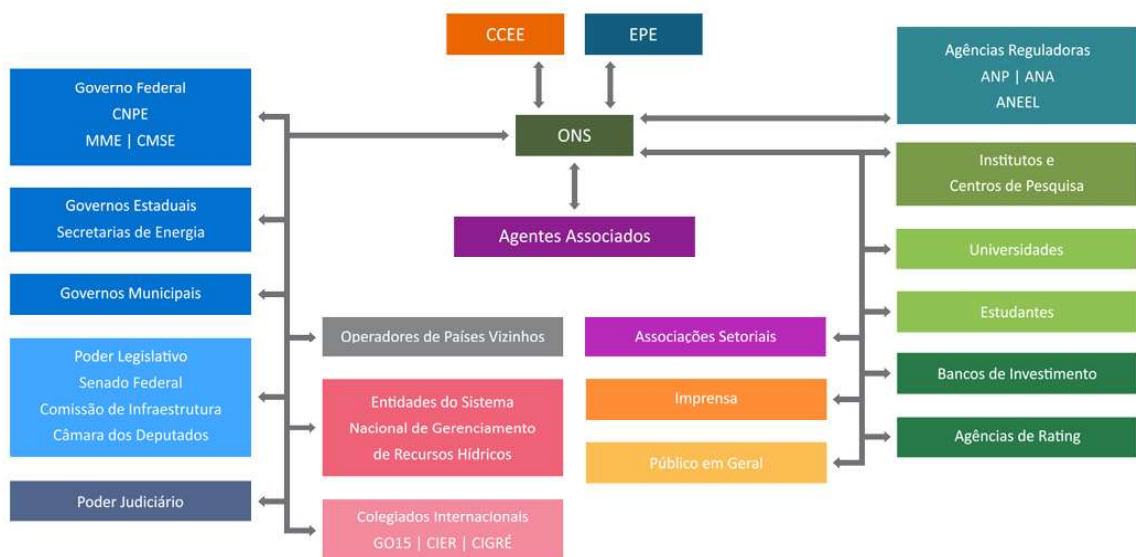 CCEE
EPE
Governo Federal
CNPE
MME | CMSE
ONS
Agências Reguladoras
ANP | ANA
ANEEL
Institutos e
Centros de Pesquisa
Governos Estaduais
Secretarias de Energia
Agentes Associados
Universidades
Governos Municipais
Estudantes
Operadores de Países Vizinhos
Associações Setoriais
Poder Legislativo
Senado Federal
Comissão de Infraestrutura
Câmara dos Deputados
Bancos de Investimento
Entidades do Sistema
Nacional de Gerenciamento
de Recursos Hídricos
Imprensa
Agências de Rating
Público em Geral
Poder Judiciário
Colegiados Internacionais
GO15 | CIER | CIGRÉ